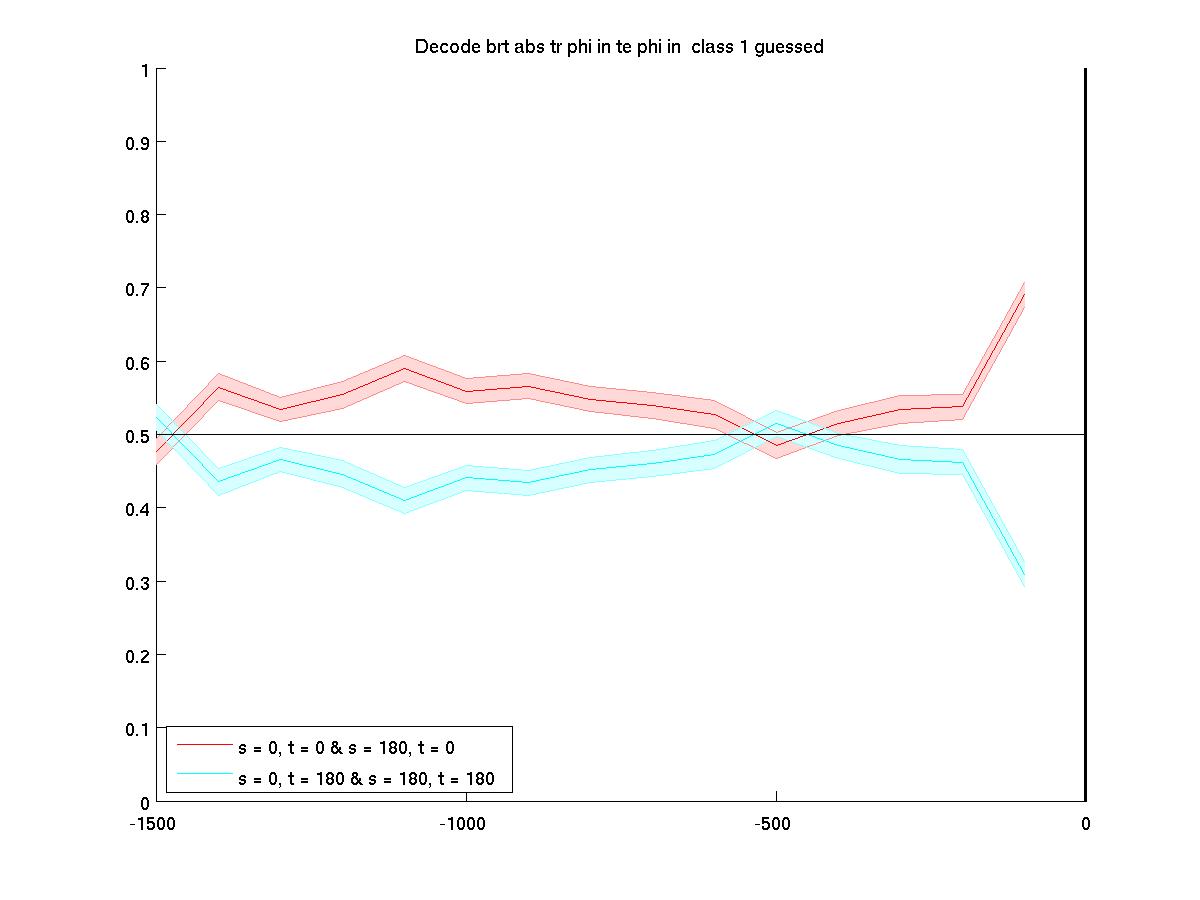 Decode brt abs tr phi in te phi in  class 1 guessed
1
0.9
0.8
0.7
0.6
0.5
0.4
0.3
0.2
0.1
0
s = 0, t = 0 & s = 180, t = 0
s = 0, t = 180 & s = 180, t = 180
-1500 -1000 -500 0